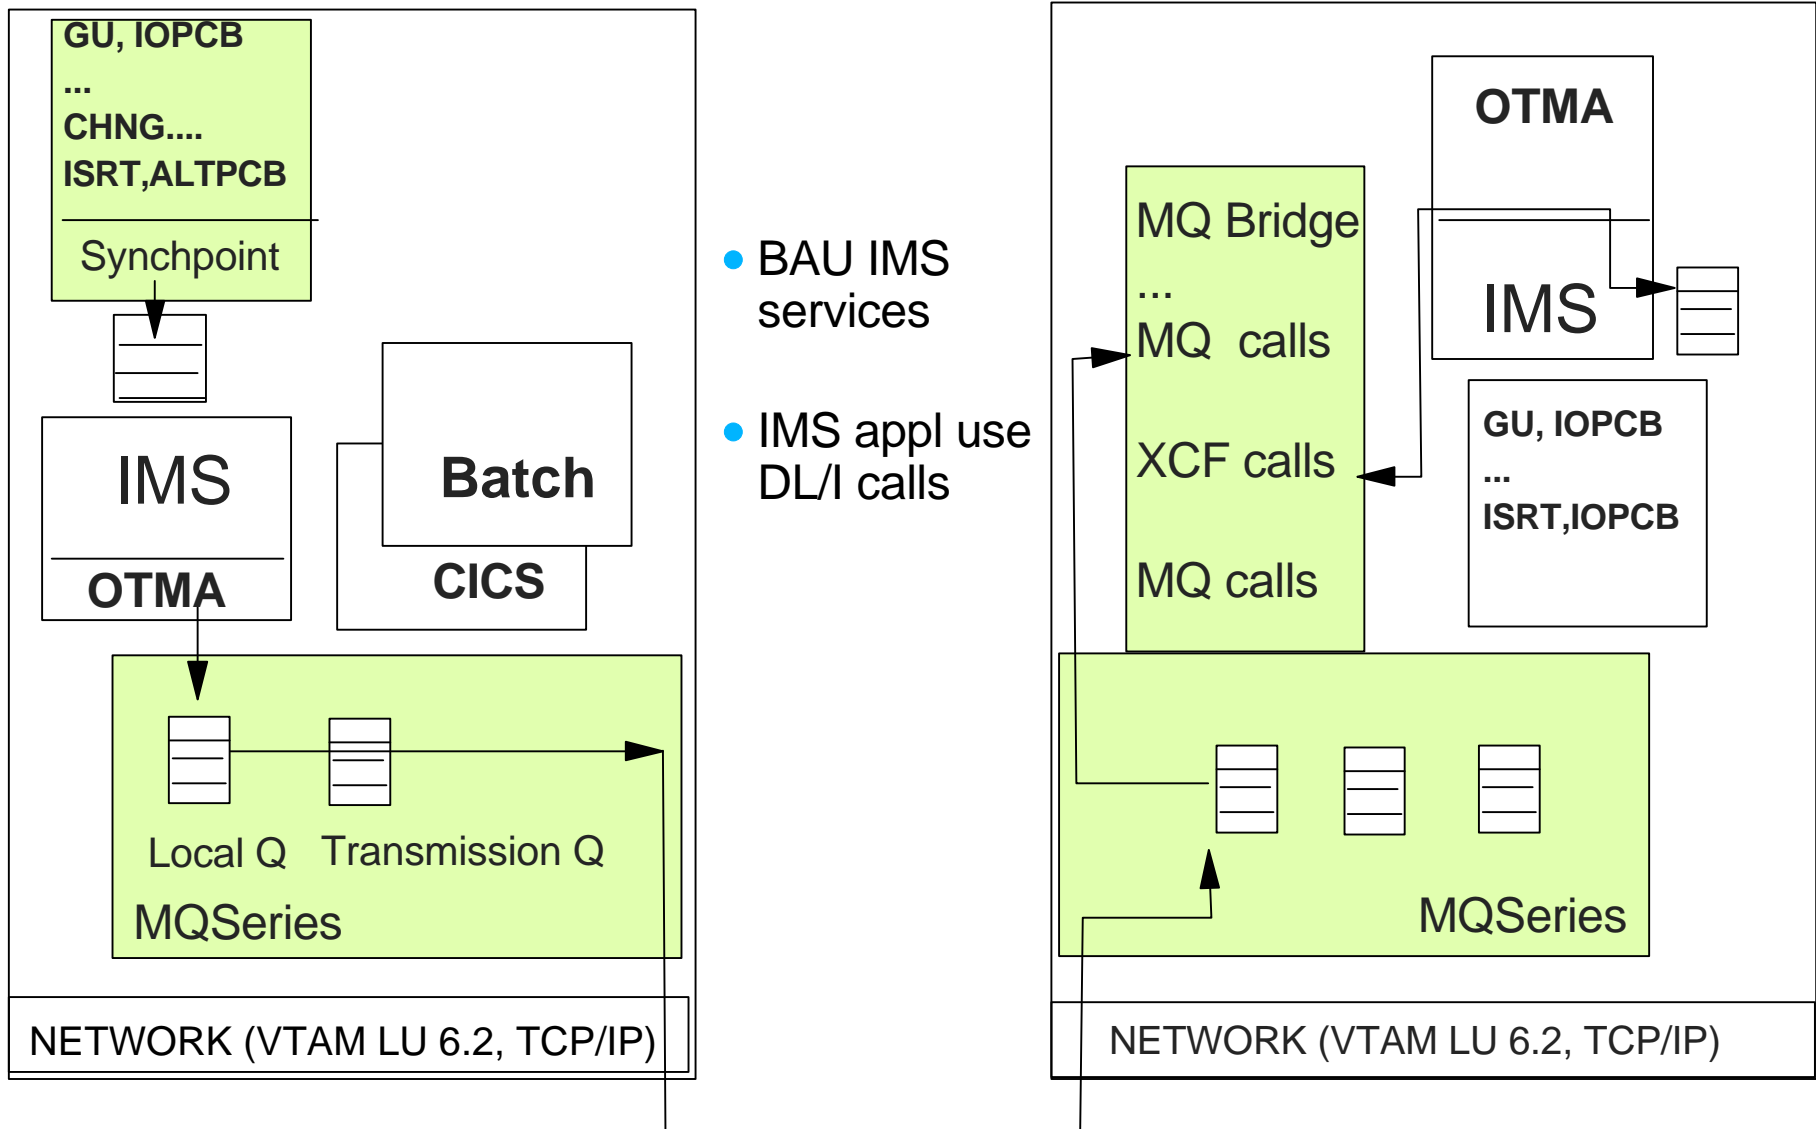 GU, IOPCB
...
CHNG....
ISRT,ALTPCB
Synchpoint
IMS
OTMA
Batch
CICS
Local Q
Transmission Q
MQSeries
NETWORK (VTAM LU 6.2, TCP/IP)
BAU IMS
services
IMS appl use
DL/I calls
OTMA
IMS
MQ Bridge
...
MQ calls
XCF calls
MQ calls
GU, IOPCB
...
ISRT,IOPCB
MQSeries
NETWORK (VTAM LU 6.2, TCP/IP)